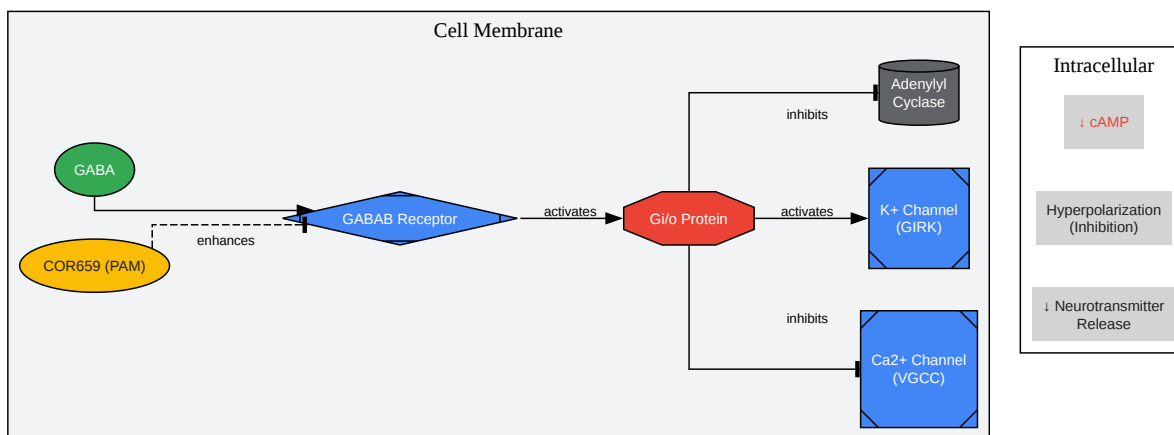 Cell Membrane
Intracellular
Adenylyl
Cyclase
inhibits
↓ cAMP
GABA
GABAB Receptor
activates
Gi/o Protein
activates
K+ Channel
(GIRK)
Hyperpolarization
(Inhibition)
enhances
COR659 (PAM)
inhibits
Ca2+ Channel
(VGCC)
↓ Neurotransmitter
Release